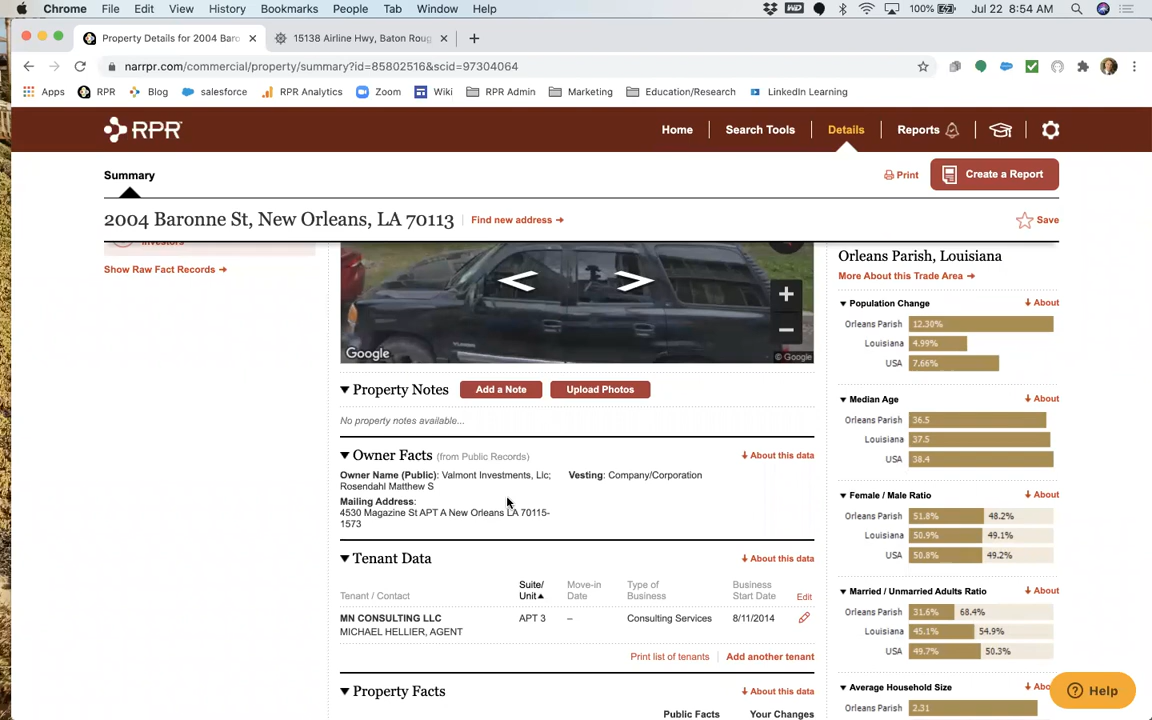 Chrome File Edit View History Bookmarks People Tab Window Help
WD 100% Jul 22 8:54 AM
Property Details for 2004 Baro
15138 Airline Hwy, Baton Roug
narrpr.com/commercial/property/summary?id=85802516&scid=97304064
Apps RPR Blog salesforce RPR Analytics Zoom Wiki RPR Admin Marketing Education/Research LinkedIn Learning
RPR
Home Search Tools Details Reports
Summary
Print Create a Report
2004 Baronne St, New Orleans, LA 70113
Find new address
Save
Investors
Show Raw Fact Records
Google
© Google
Property Notes Add a Note Upload Photos
No property notes available...
Owner Facts (from Public Records) About this data
Owner Name (Public): Valmont Investments, Llc; Rosendahl Matthew S
Vesting: Company/Corporation
Mailing Address:
4530 Magazine St APT A New Orleans LA 70115-
1573
Tenant Data About this data
Tenant / Contact Suite/ Unit Move-in Date Type of Business Business Start Date Edit
MN CONSULTING LLC APT 3 – Consulting Services 8/11/2014
MICHAEL HELLIER, AGENT
Print list of tenants Add another tenant
Property Facts About this data
Public Facts Your Changes
Orleans Parish, Louisiana
More About this Trade Area
Population Change About
Orleans Parish 12.30%
Louisiana 4.99%
USA 7.66%
Median Age About
Orleans Parish 36.5
Louisiana 37.5
USA 38.4
Female / Male Ratio About
Orleans Parish 51.8% 48.2%
Louisiana 50.9% 49.1%
USA 50.8% 49.2%
Married / Unmarried Adults Ratio About
Orleans Parish 31.6% 68.4%
Louisiana 45.1% 54.9%
USA 49.7% 50.3%
Average Household Size Abo
Orleans Parish 2.31
Help